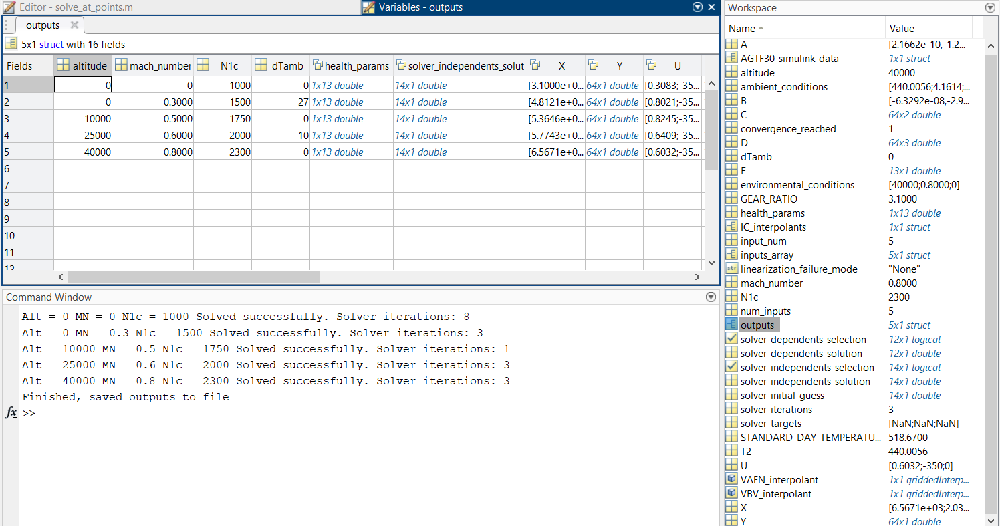 Editor - solve_at_points.m
Variables - outputs
outputs
5x1 struct with 16 fields
Fields altitude mach_number N1c dTamb health_params solver_independents_solut X Y U
1 0 0 1000 0 1x13 double 14x1 double [3.1000e+0... 64x1 double [0.3083;-35...
2 0 0.3000 1500 27 1x13 double 14x1 double [4.8121e+0... 64x1 double [0.8021;-35...
3 10000 0.5000 1750 0 1x13 double 14x1 double [5.3646e+0... 64x1 double [0.8245;-35...
4 25000 0.6000 2000 -10 1x13 double 14x1 double [5.7743e+0... 64x1 double [0.6409;-35...
5 40000 0.8000 2300 0 1x13 double 14x1 double [6.5671e+0... 64x1 double [0.6032;-35...
6
7
8
9
10
11
12
Command Window
Alt = 0 MN = 0 N1c = 1000 Solved successfully. Solver iterations: 8
Alt = 0 MN = 0.3 N1c = 1500 Solved successfully. Solver iterations: 3
Alt = 10000 MN = 0.5 N1c = 1750 Solved successfully. Solver iterations: 1
Alt = 25000 MN = 0.6 N1c = 2000 Solved successfully. Solver iterations: 3
Alt = 40000 MN = 0.8 N1c = 2300 Solved successfully. Solver iterations: 3
Finished, saved outputs to file
fx >>
Workspace
Name Value
A [2.1662e-10,-1.2...
AGTF30_simulink_data 1x1 struct
altitude 40000
ambient_conditions [440.0056;4.1614;...
B [-6.3292e-08,-2.9...
C 64x2 double
convergence_reached 1
D 64x3 double
dTamb 0
E 13x1 double
environmental_conditions [40000;0.8000;0]
GEAR_RATIO 3.1000
health_params 1x13 double
IC_interpolants 1x1 struct
input_num 5
inputs_array 5x1 struct
str linearization_failure_mode "None"
mach_number 0.8000
N1c 2300
num_inputs 5
outputs 5x1 struct
solver_dependents_selection 12x1 logical
solver_dependents_solution 12x1 double
solver_independents_selection 14x1 logical
solver_independents_solution 14x1 double
solver_initial_guess 14x1 double
solver_iterations 3
solver_targets [NaN;NaN;NaN]
STANDARD_DAY_TEMPERATU... 518.6700
T2 440.0056
U [0.6032;-350;0]
VAFN_interpolant 1x1 griddedInterp...
VBV_interpolant 1x1 griddedInterp...
X [6.5671e+03;2.03...
Y 64x1 double